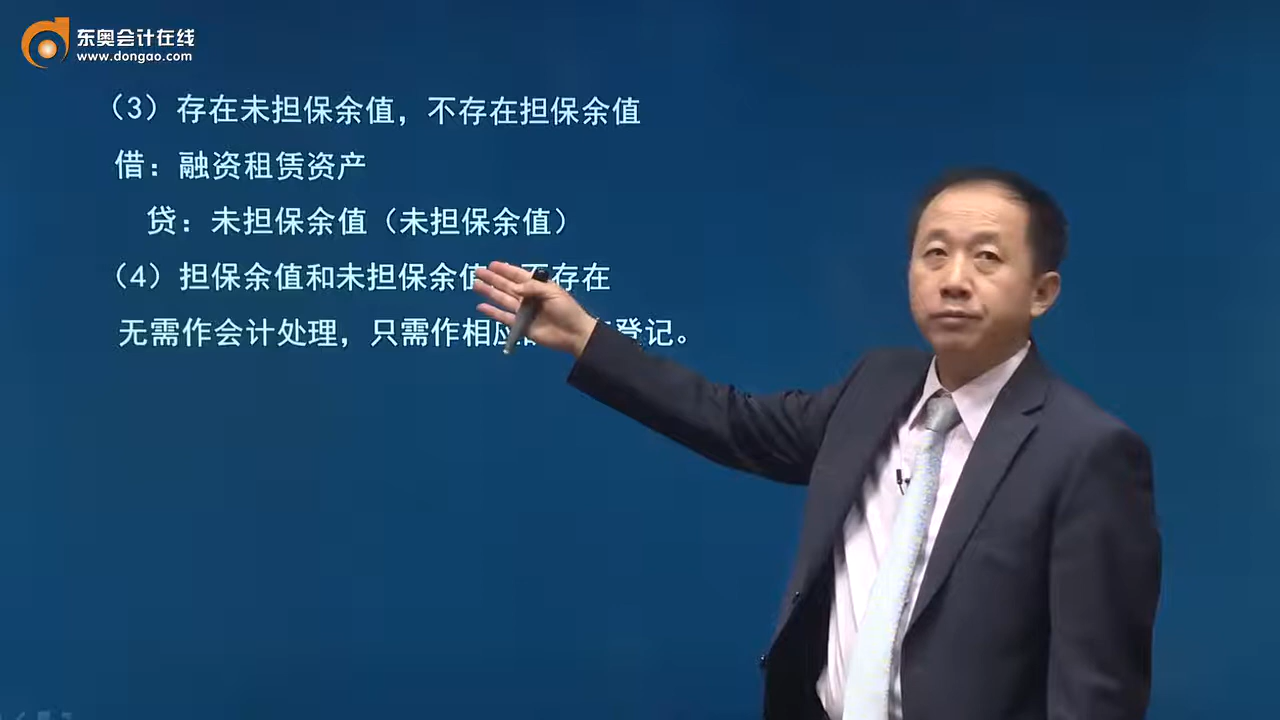 东奥会计在线
www.dongao.com
（3）存在未担保余值，不存在担保余值
借：融资租赁资产
贷：未担保余值（未担保余值）
（4）担保余值和未担保余值 不存在
无需作会计处理，只需作相应 登记。